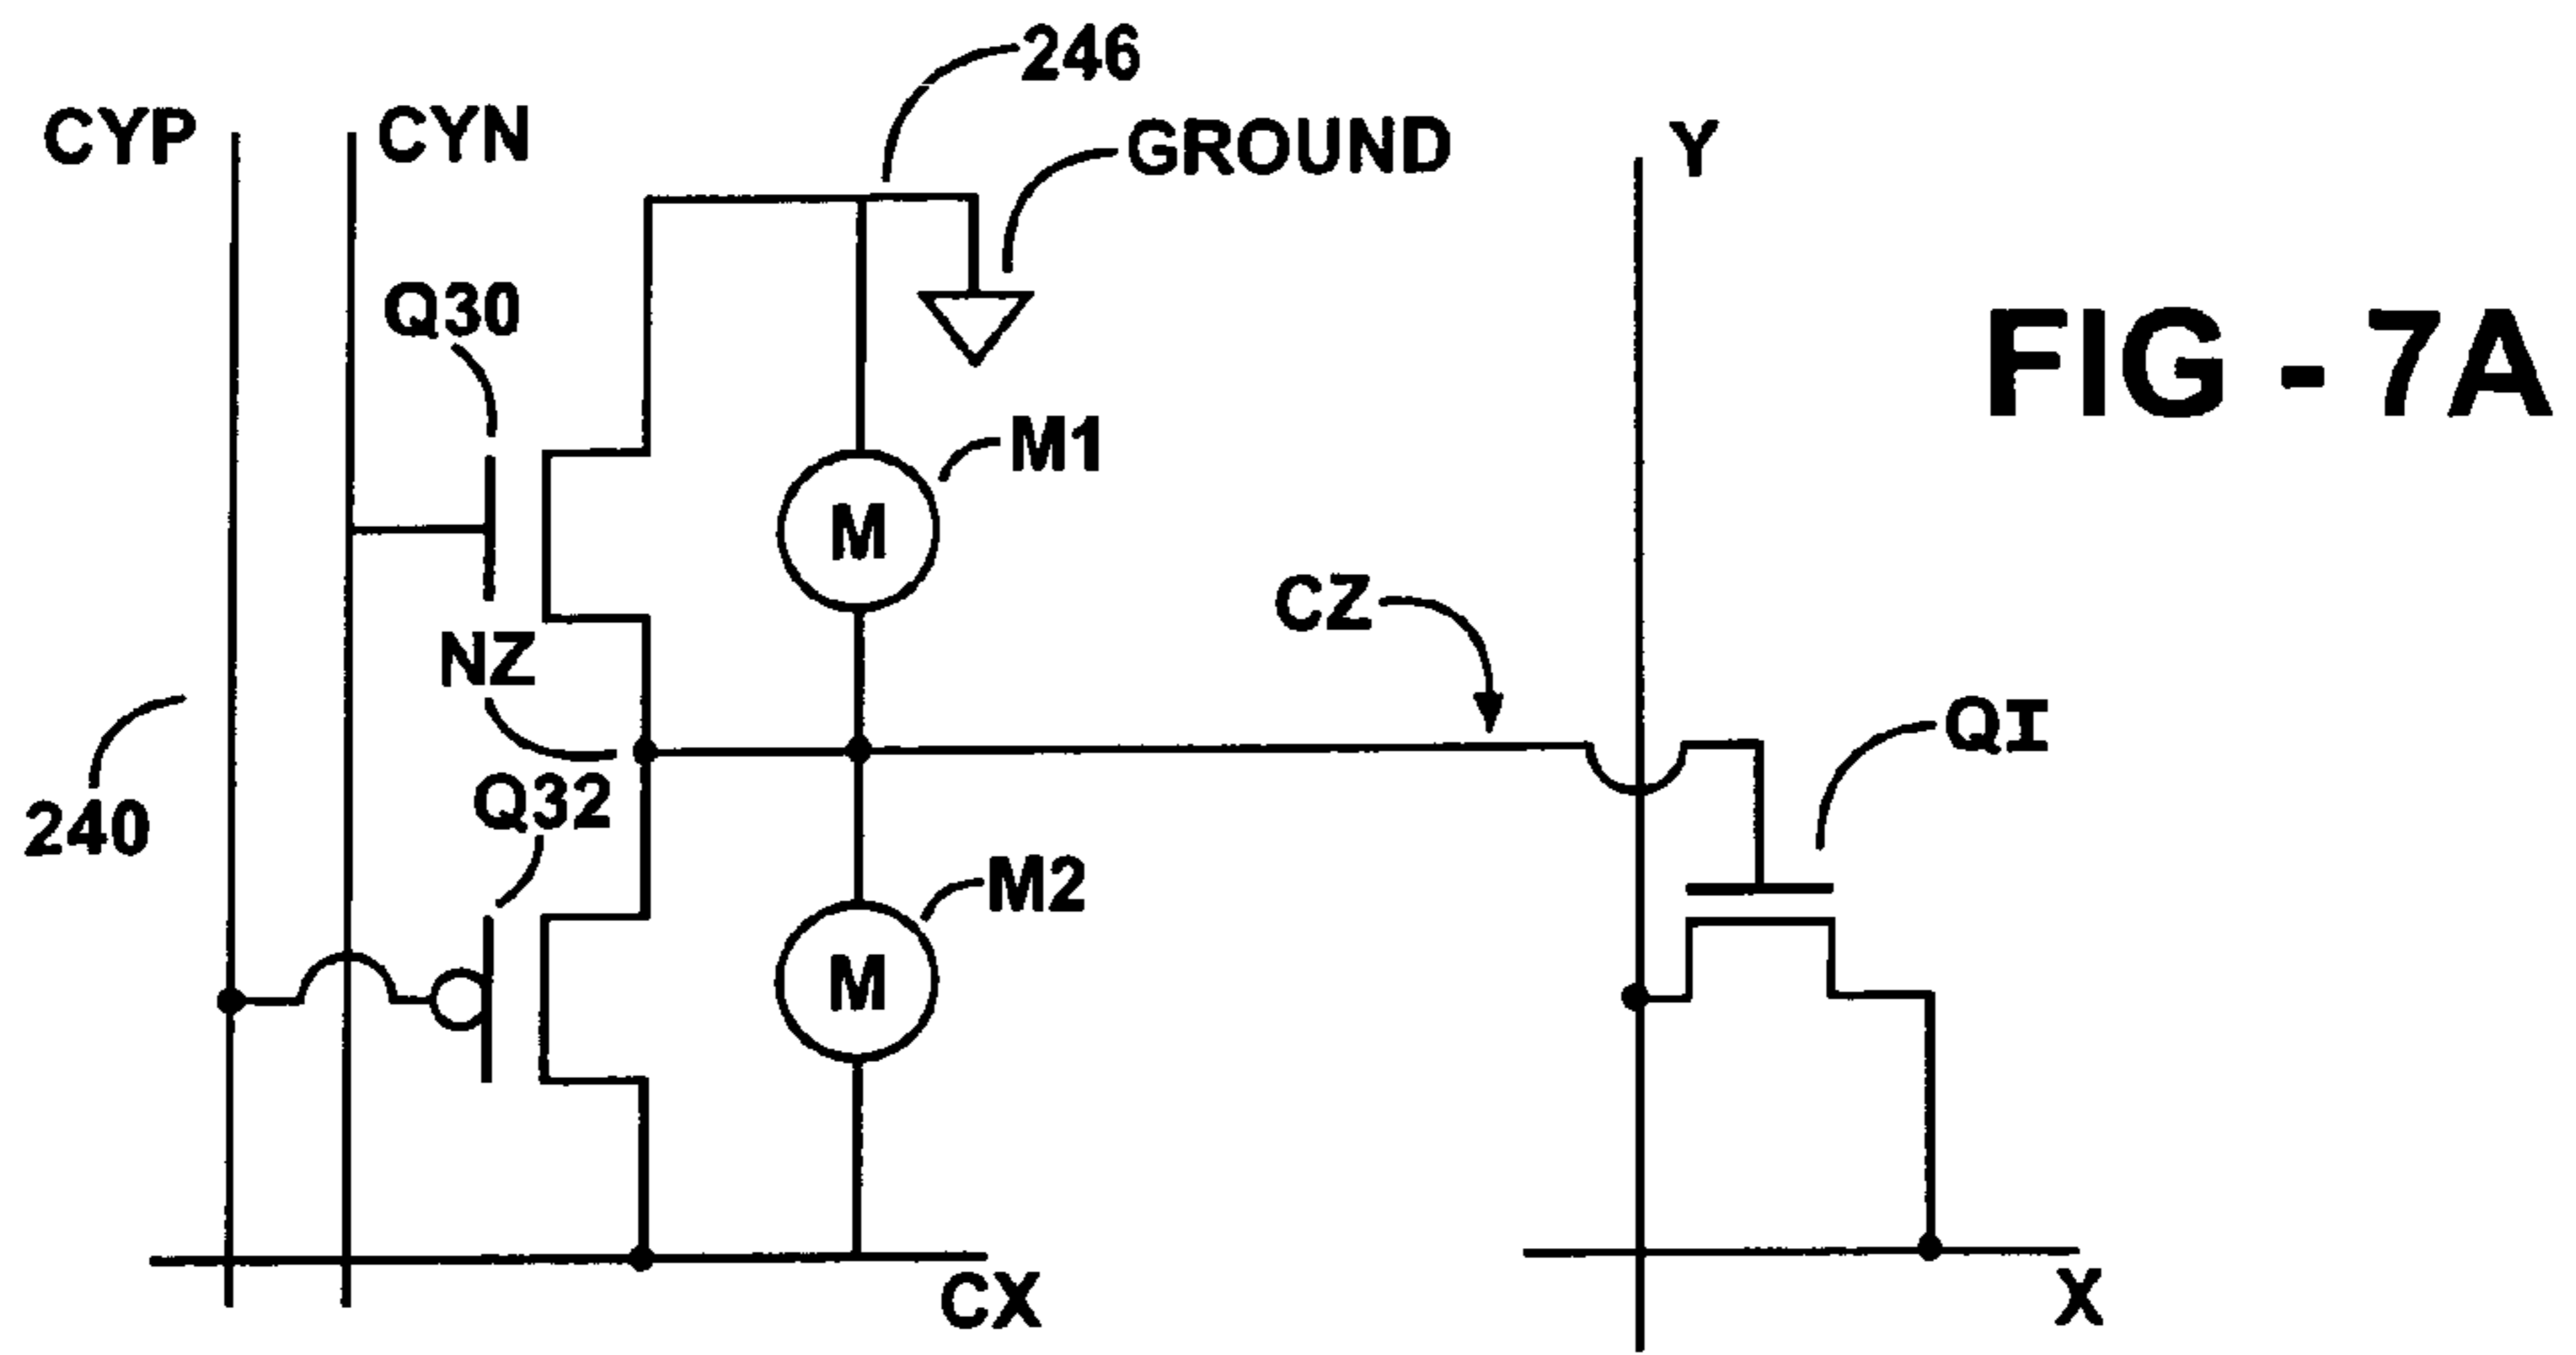 246
CYP
CYN
GROUND
Y
Q30
FIG - 7A
M1
M
CZ
NZ
QI
Q32
240
M2
M
CX
X